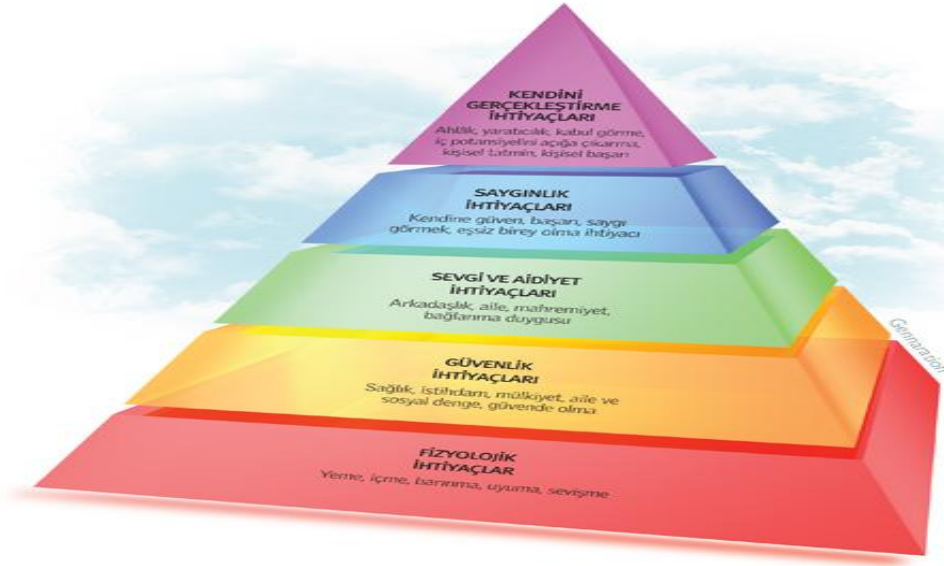 KENDİNİ
GERÇEKLEŞTİRME
İHTİYAÇLARI
Ahlâk, yaratıcılık, kabul görme,
iç potansiyelini açığa çıkarma,
kişisel tatmin, kişisel başarı
SAYGINLIK
İHTİYAÇLARI
Kendine güven, başarı, saygı
görmek, eşsiz birey olma ihtiyacı
SEVGİ VE AİDİYET
İHTİYAÇLARI
Arkadaşlık, aile, mahremiyet,
bağlanma duygusu
GÜVENLİK
İHTİYAÇLARI
Sağlık, istihdam, mülkiyet, aile ve
sosyal denge, güvende olma
FİZYOLOJİK
İHTİYAÇLAR
Yeme, içme, barınma, uyuma, sevişme
Germaration